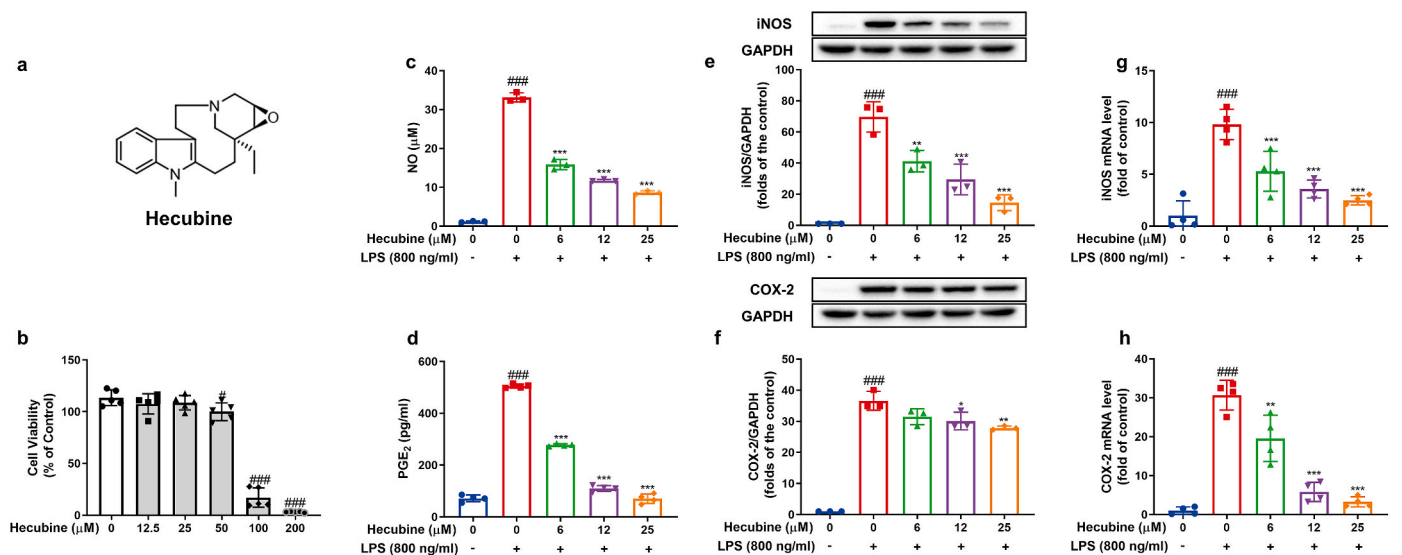 a
N
O
N
Hecubine
b
150
100
50
0
Cell Viability
(% of Control)
#
###
###
Hecubine (μM) 0 12.5 25 50 100 200
c
40
30
20
10
0
NO (μM)
###
***
***
***
Hecubine (μM) 0 0 6 12 25
LPS (800 ng/ml) - + + + +
d
600
400
200
0
PGE2 (pg/ml)
###
***
***
***
Hecubine (μM) 0 0 6 12 25
LPS (800 ng/ml) - + + + +
iNOS
GAPDH
e
100
80
60
40
20
0
iNOS/GAPDH
(folds of the control)
###
**
***
***
Hecubine (μM) 0 0 6 12 25
LPS (800 ng/ml) - + + + +
COX-2
GAPDH
f
50
40
30
20
10
0
COX-2/GAPDH
(folds of the control)
###
*
**
Hecubine (μM) 0 0 6 12 25
LPS (800 ng/ml) - + + + +
g
15
10
5
0
iNOS mRNA level
(fold of control)
###
***
***
***
Hecubine (μM) 0 0 6 12 25
LPS (800 ng/ml) - + + + +
h
40
30
20
10
0
COX-2 mRNA level
(fold of control)
###
**
***
***
Hecubine (μM) 0 0 6 12 25
LPS (800 ng/ml) - + + + +